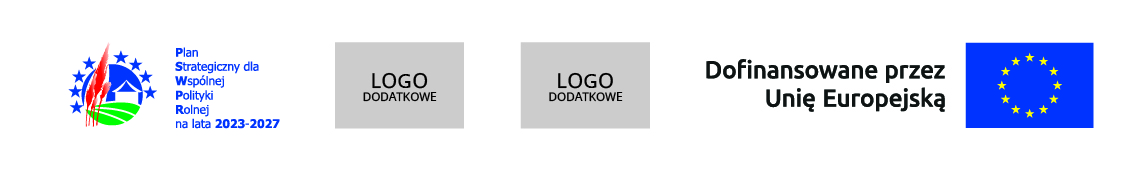 Plan
Strategiczny dla
Wspólnej
Polityki
Rolnej
na lata 2023-2027
LOGO
DODATKOWE
LOGO
DODATKOWE
Dofinansowane przez
Unię Europejską